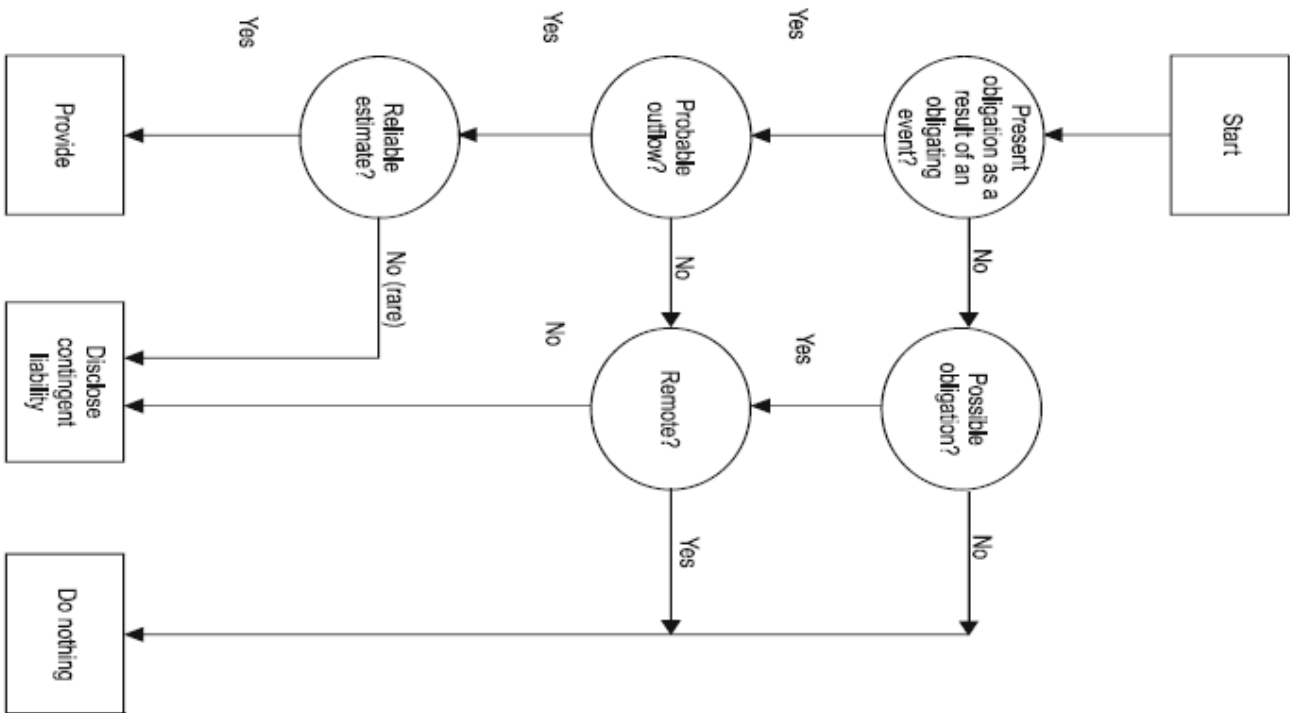 Start
Present
obligation as a
result of an
obligating
event?
No
Possible
obligation?
No
Yes
Yes
Probable
outflow?
No
Remote?
Yes
Yes
No
Reliable
estimate?
No (rare)
Yes
Provide
Disclose
contingent
liability
Do nothing